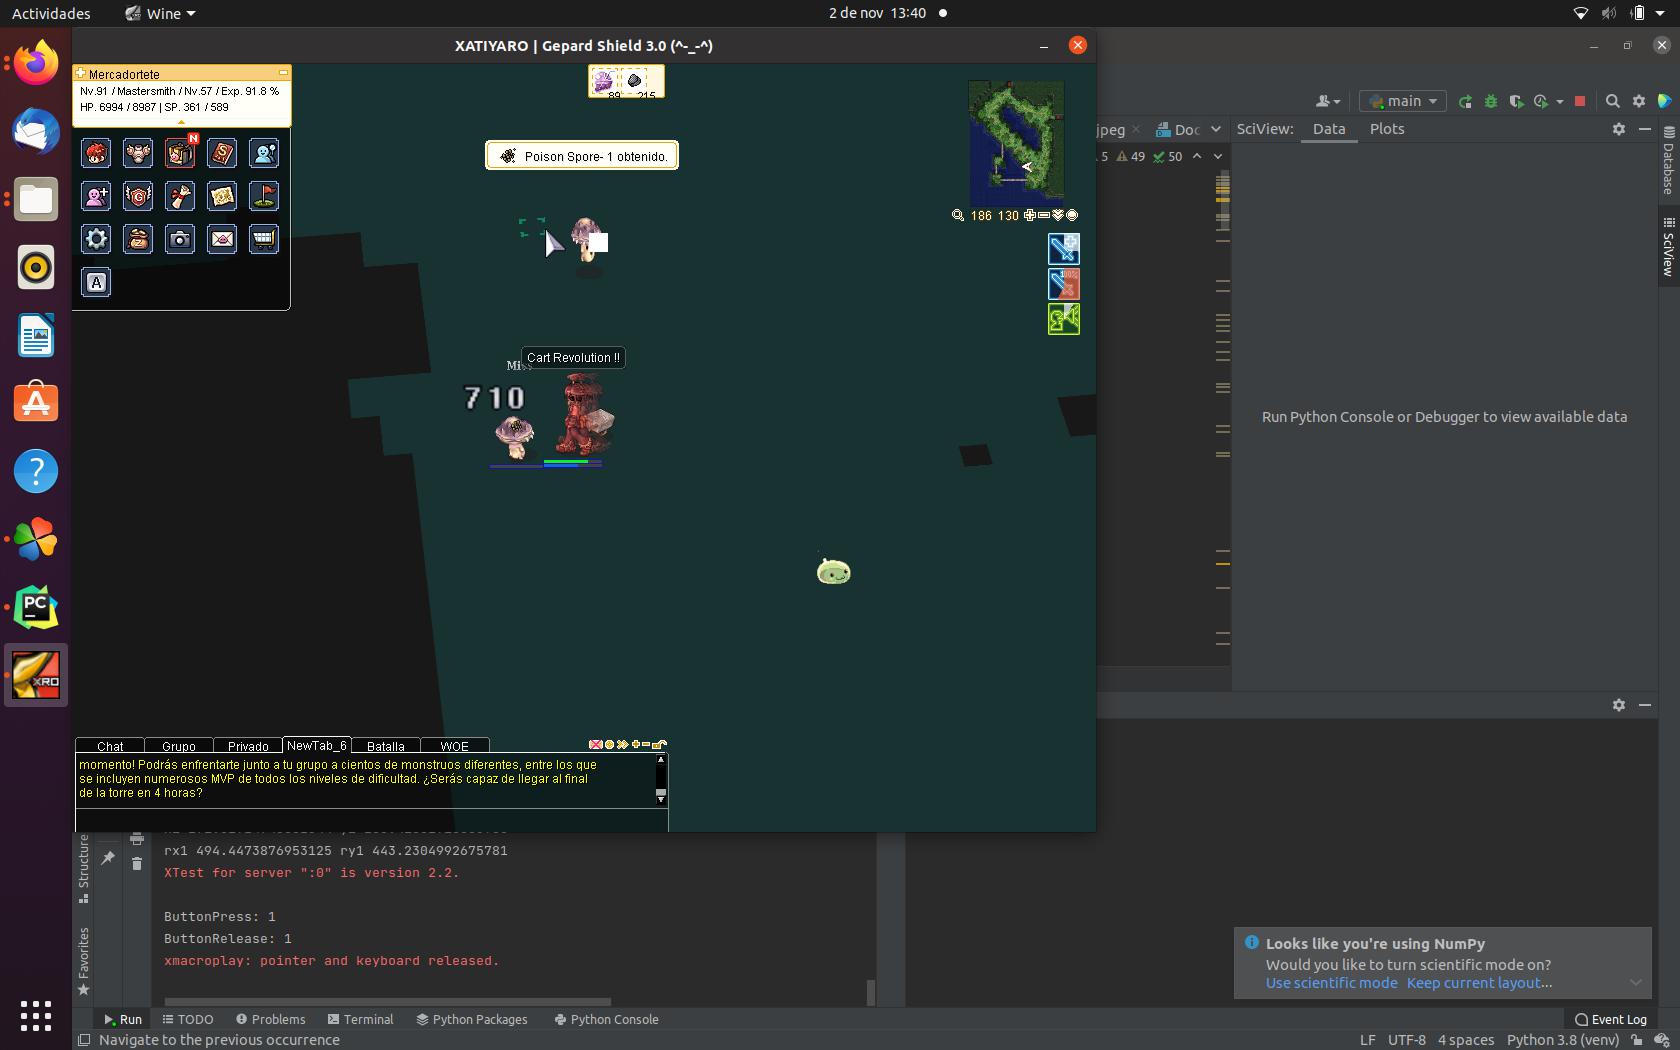 Actividades
Wine
2 de nov 13:40
XATIYARO | Gepard Shield 3.0 (^-_-^)
Mercadortete
Nv.91 / Mastersmith / Nv.57 / Exp. 91.8 %
HP. 6994 / 8987 | SP. 361 / 589
N
A
89 215
Poison Spore- 1 obtenido.
186 130
100%
Cart Revolution !!
710
Chat Grupo Privado NewTab_6 Batalla WOE
momento! Podrás enfrentarte junto a tu grupo a cientos de monstruos diferentes, entre los que
se incluyen numerosos MVP de todos los niveles de dificultad. ¿Serás capaz de llegar al final
de la torre en 4 horas?
main
jpeg Doc
SciView: Data Plots
5 49 50
Database
SciView
Run Python Console or Debugger to view available data
PC
XRO
Structure
Favorites
rx1 494.4473876953125 ry1 443.2304992675781
XTest for server ":0" is version 2.2.
ButtonPress: 1
ButtonRelease: 1
xmacroplay: pointer and keyboard released.
Looks like you're using NumPy
Would you like to turn scientific mode on?
Use scientific mode Keep current layout...
Run TODO Problems Terminal Python Packages Python Console
Event Log
Navigate to the previous occurrence
LF UTF-8 4 spaces Python 3.8 (venv)